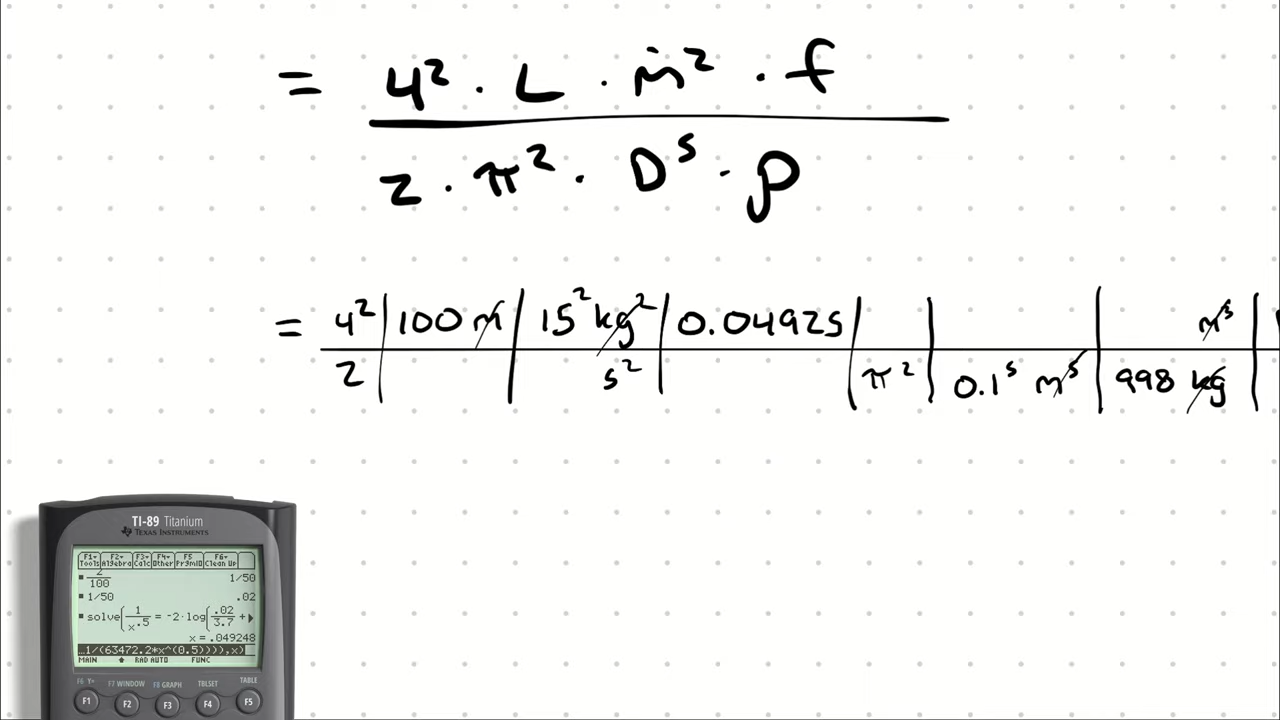 = 4² · L · ṁ² · f
2 · π² · D⁵ · ρ
= 4² | 100 m | 15² kg² | 0.04925 | | | m⁵ |
2 | | s² | | π² | 0.1⁵ m⁵ | 998 kg |
TI-89 Titanium
TEXAS INSTRUMENTS
F1▾ Tools F2▾ Algebra F3▾ Calc F4▾ Other F5 PrgmIO F6▾ Clean Up
▪ 2/100 1/50
▪ 1/50 .02
▪ solve(1/x^.5 = -2·log(.02/3.7 + ▸
x = .049248
…1/(63472.2*x^(0.5)))),x)
MAIN RAD AUTO FUNC
F6 Y= F7 WINDOW F8 GRAPH TBLSET TABLE
F1 F2 F3 F4 F5